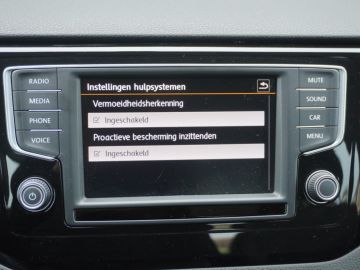 RADIO
MEDIA
PHONE
VOICE
Instellingen hulpsystemen
Vermoeidheidsherkenning
Ingeschakeld
Proactieve bescherming inzittenden
Ingeschakeld
MUTE
SOUND
CAR
MENU